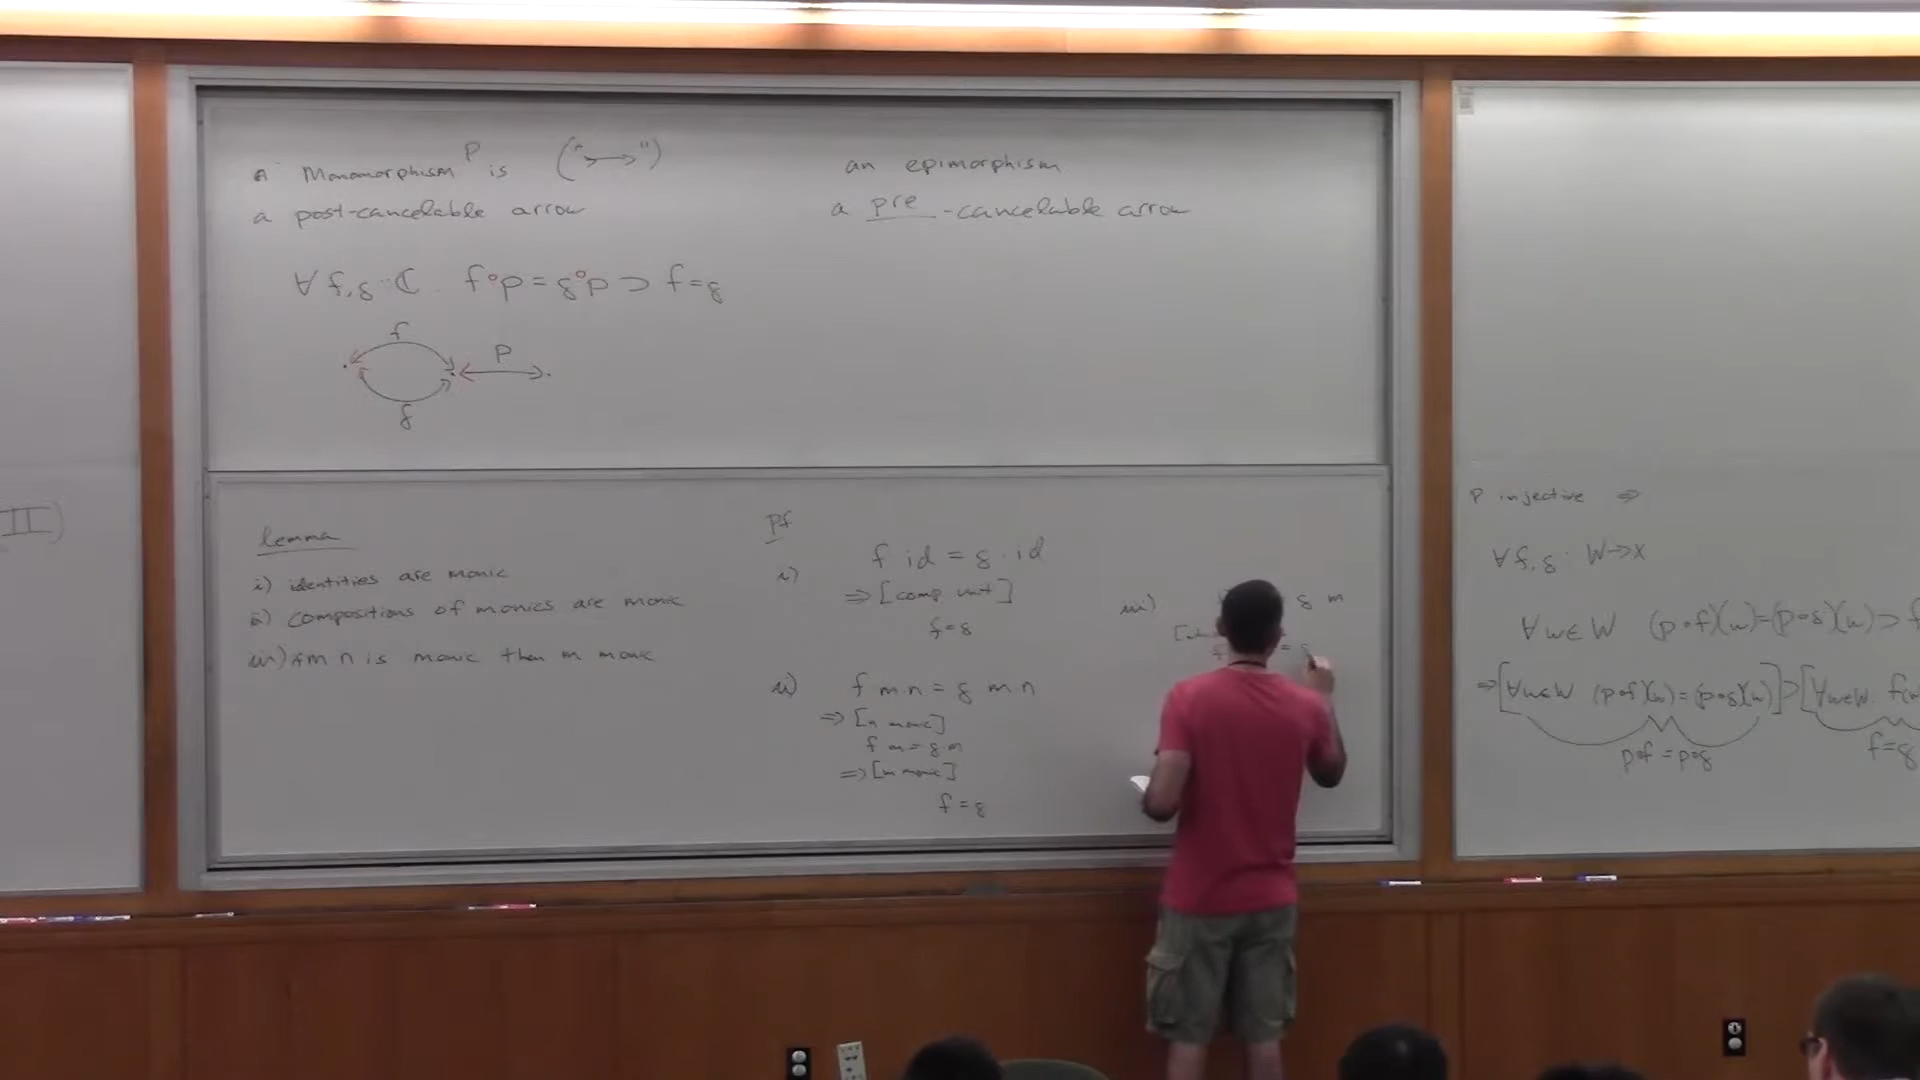 II)
A Monomorphism P is (" >—> ")
a post-cancelable arrow
∀ f, g : ℂ . f ° p = g ° p ⊃ f = g
f
P
g
an epimorphism
a pre -cancelable arrow
lemma
i) identities are monic
ii) compositions of monics are monic
iii) if m n is monic then m monic
pf
i) f id = g · id
⇒ [comp unit]
f = g
ii) f m·n = g m·n
⇒ [n monic]
f m = g·m
⇒ [m monic]
f = g
iii) g m
= g
P injective ⇒
∀ f, g : W → X
∀ w ∈ W (p∘f)(w) = (p∘g)(w) ⊃ f
⇒ [∀ w∈W (p∘f)(w) = (p∘g)(w)] ⊃ [∀ w∈W. f(w
p∘f = p∘g f = g